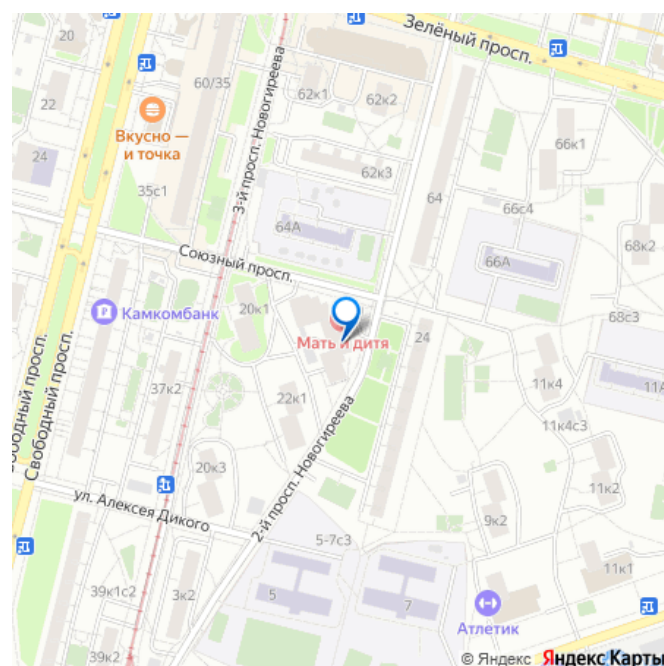 Зелёный просп.
20
60/35
62к1
62к2
22
Вкусно —
и точка
3-й просп. Новогиреева
66к1
24
35с1
62к3
64
66с4
64А
68к2
Союзный просп.
66А
20к1
Камкомбанк
68с3
Мать и дитя
24
Свободный просп.
Свободный просп.
37к2
11к4
11А
22к1
2-й просп. Новогиреева
11к4с3
20к3
11к2
ул. Алексея Дикого
9к2
5-7с3
11к1
39к1с2
3к2
5
7
Атлетик
39к2
© Яндекс Яндекс Карты